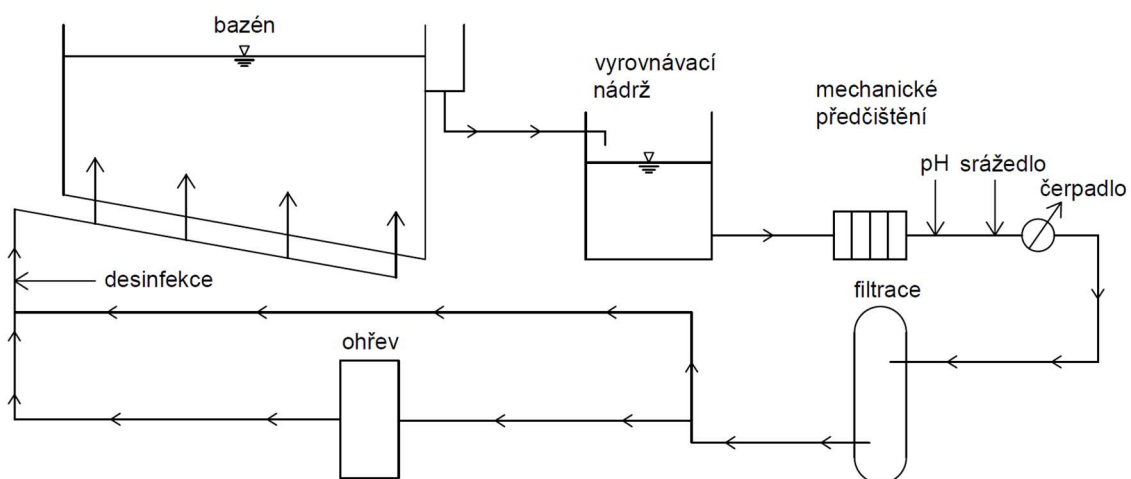 bazén
vyrovnávací
nádrž
mechanické
předčištění
pH
srážedlo
čerpadlo
desinfekce
filtrace
ohřev